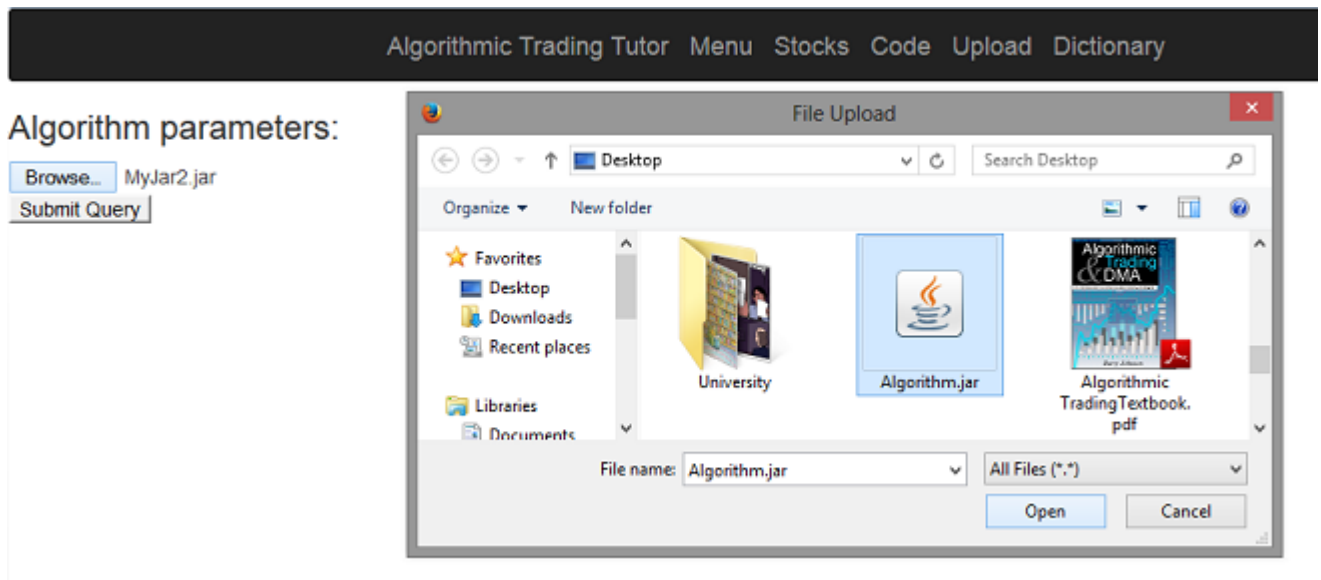 Algorithmic Trading Tutor Menu Stocks Code Upload Dictionary
Algorithm parameters:
Browse... MyJar2.jar
Submit Query
File Upload
Desktop
Search Desktop
Organize New folder
Favorites
Desktop
Downloads
Recent places
Libraries
Documents
University
Algorithm.jar
Algorithmic
Trading
& DMA
Algorithmic
TradingTextbook.
pdf
File name: Algorithm.jar
All Files (*.*)
Open Cancel